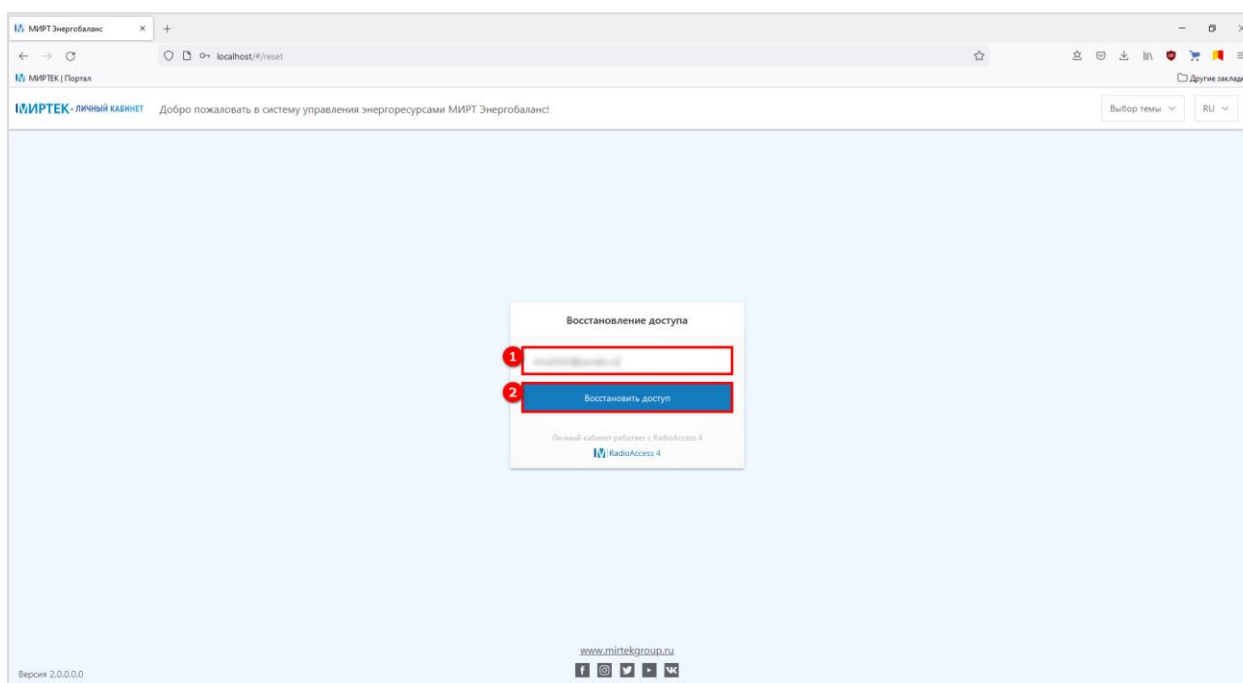 МИРТ Энергобаланс
localhost/#/reset
МИРТЕК | Портал
Другие заклад
МИРТЕК - ЛИЧНЫЙ КАБИНЕТ Добро пожаловать в систему управления энергоресурсами МИРТ Энергобаланс!
Выбор темы
RU
Восстановление доступа
1
2
Восстановить доступ
Личный кабинет работает с RadioAccess 4
RadioAccess 4
www.mirtekgroup.ru
Версия 2.0.0.0.0